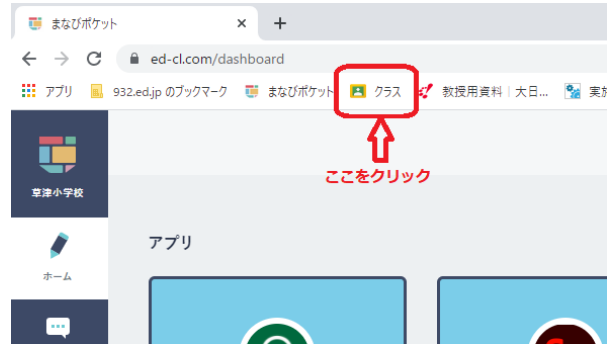 まなびポケット
ed-cl.com/dashboard
アプリ 932.ed.jp のブックマーク まなびポケット クラス 教授用資料｜大日... 実
ここをクリック
草津小学校
アプリ
ホーム